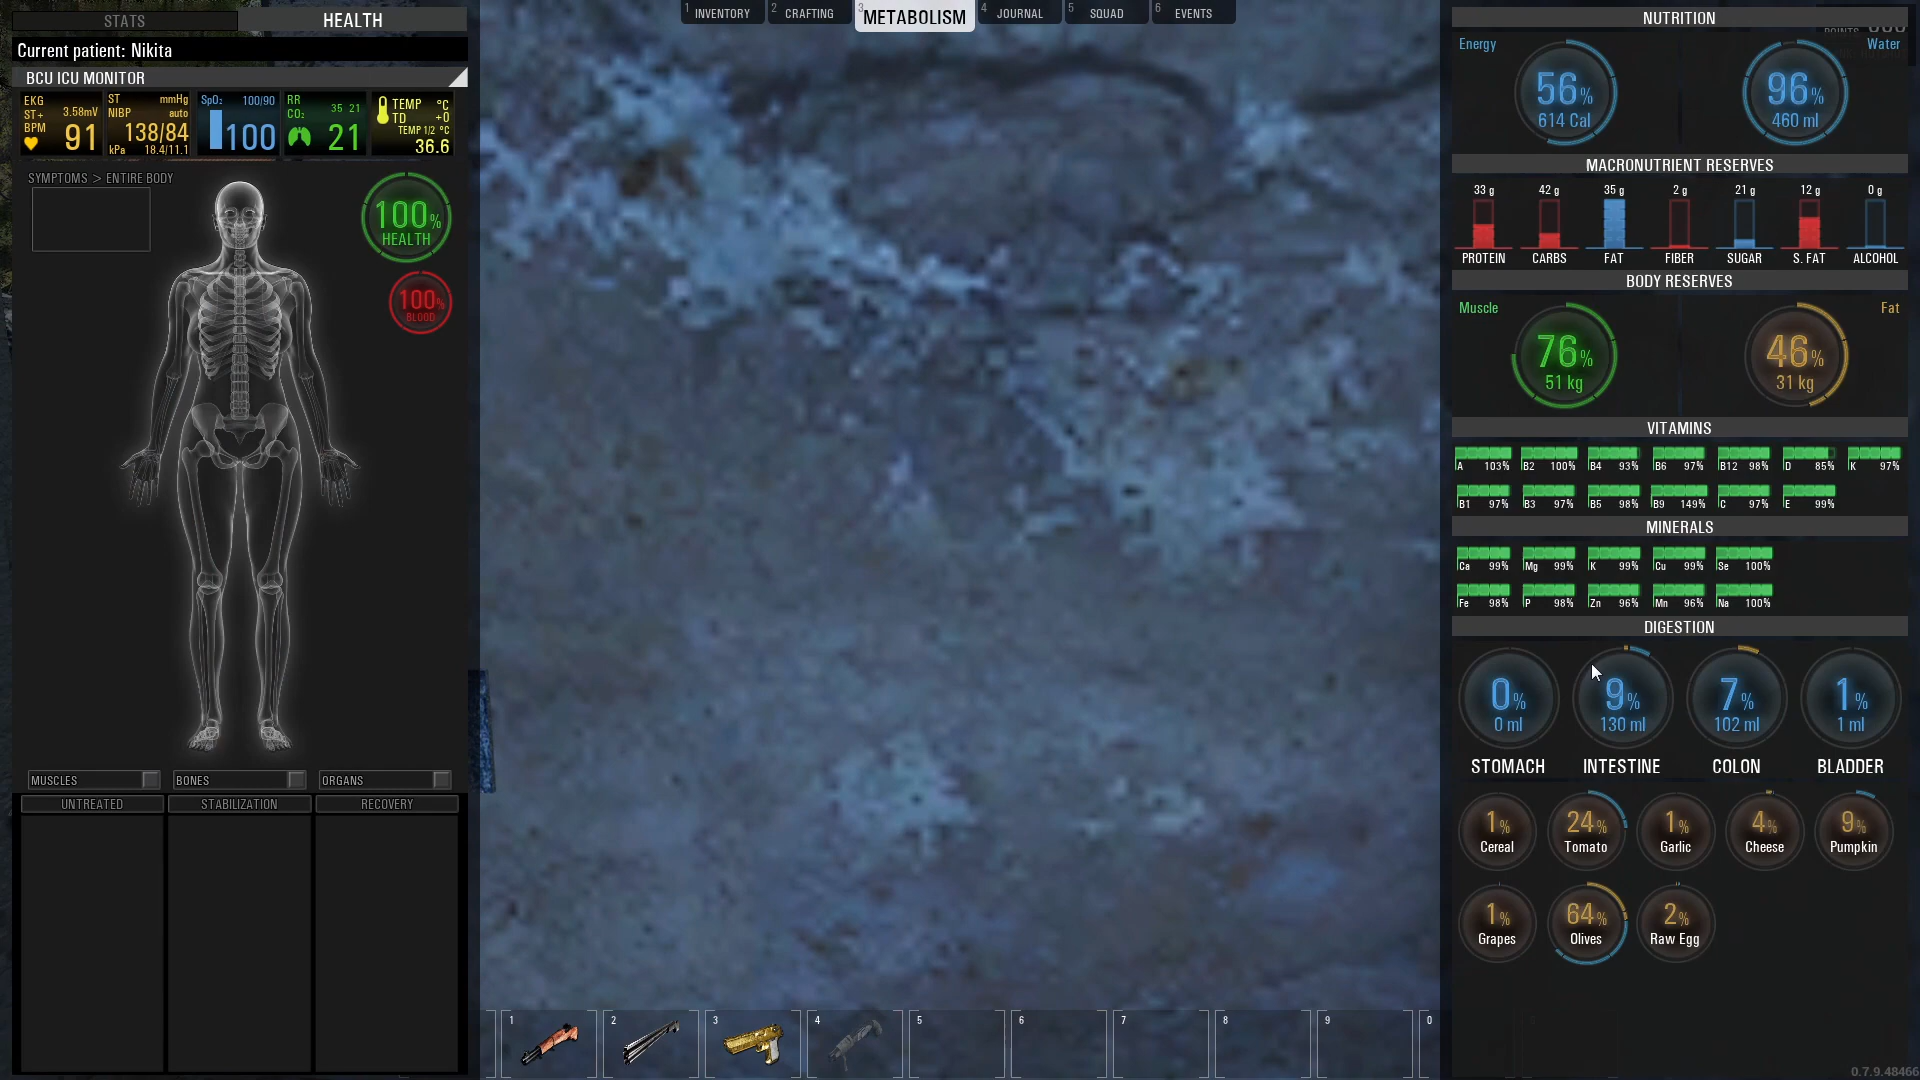 STATS
HEALTH
1 INVENTORY
2 CRAFTING
3 METABOLISM
4 JOURNAL
5 SQUAD
6 EVENTS
Current patient: Nikita
BCU ICU MONITOR
EKG
ST+
BPM
3.58mV
91
ST
NIBP
mmHg
auto
138/84
kPa 18.4/11.1
SpO₂ 100/90
100
RR
CO₂
35 21
21
TEMP °C
TD +0
TEMP 1/2 °C
36.6
SYMPTOMS > ENTIRE BODY
100%
HEALTH
100%
BLOOD
MUSCLES
BONES
ORGANS
UNTREATED
STABILIZATION
RECOVERY
NUTRITION
Energy
Water
56%
614 Cal
96%
460 ml
MACRONUTRIENT RESERVES
33 g 42 g 35 g 2 g 21 g 12 g 0 g
PROTEIN CARBS FAT FIBER SUGAR S. FAT ALCOHOL
BODY RESERVES
Muscle
Fat
76%
51 kg
46%
31 kg
VITAMINS
A 103% B2 100% B4 93% B6 97% B12 98% D 85% K 97%
B1 97% B3 97% B5 98% B9 149% C 97% E 99%
MINERALS
Ca 99% Mg 99% K 99% Cu 99% Se 100%
Fe 98% P 98% Zn 96% Mn 96% Na 100%
DIGESTION
0% 9% 7% 1%
0 ml 130 ml 102 ml 1 ml
STOMACH INTESTINE COLON BLADDER
1% 24% 1% 4% 9%
Cereal Tomato Garlic Cheese Pumpkin
1% 64% 2%
Grapes Olives Raw Egg
1 2 3 4 5 6 7 8 9 0
0.7.9.48466